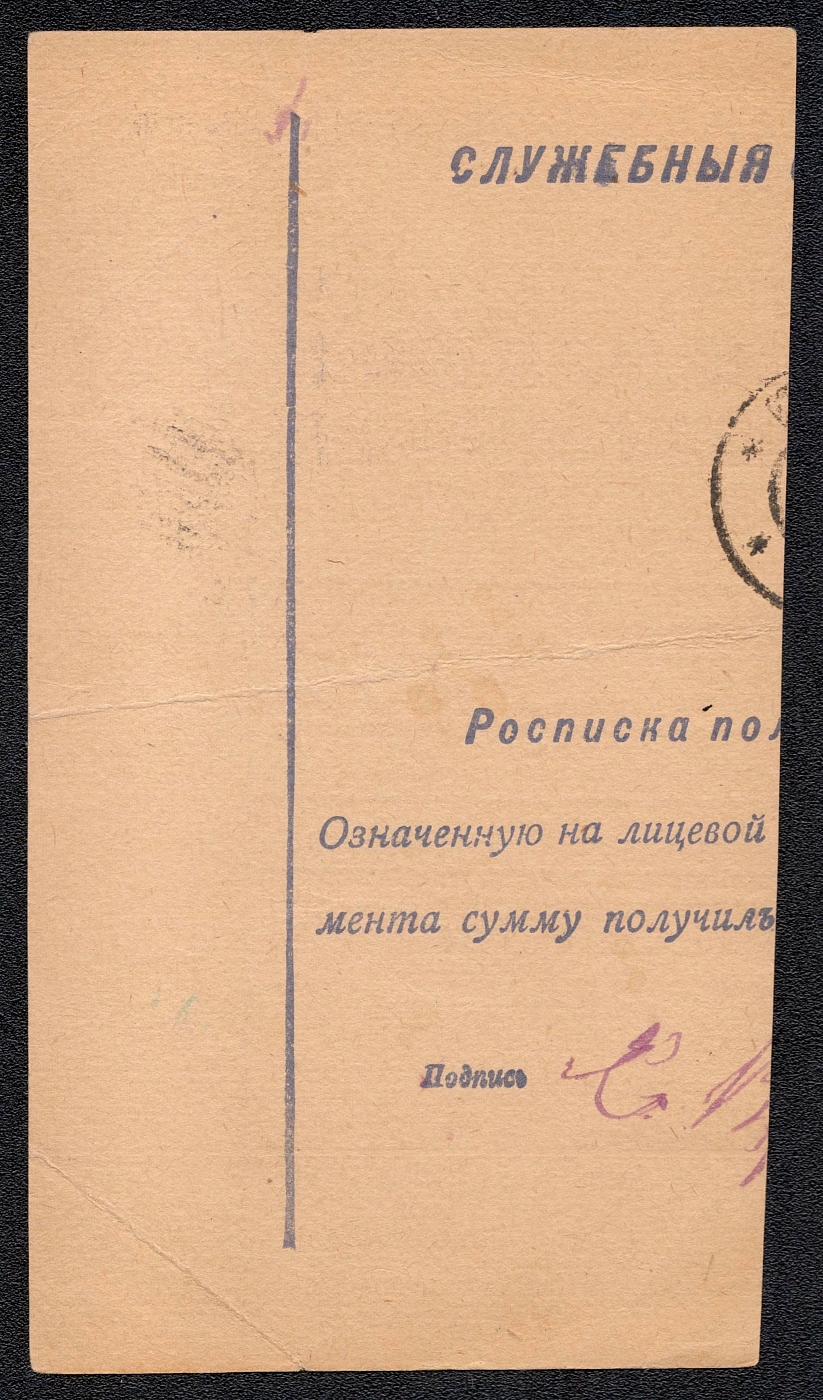 СЛУЖЕБНЫЯ
Росписка пол
Означенную на лицевой
мента сумму получилъ
Подпись